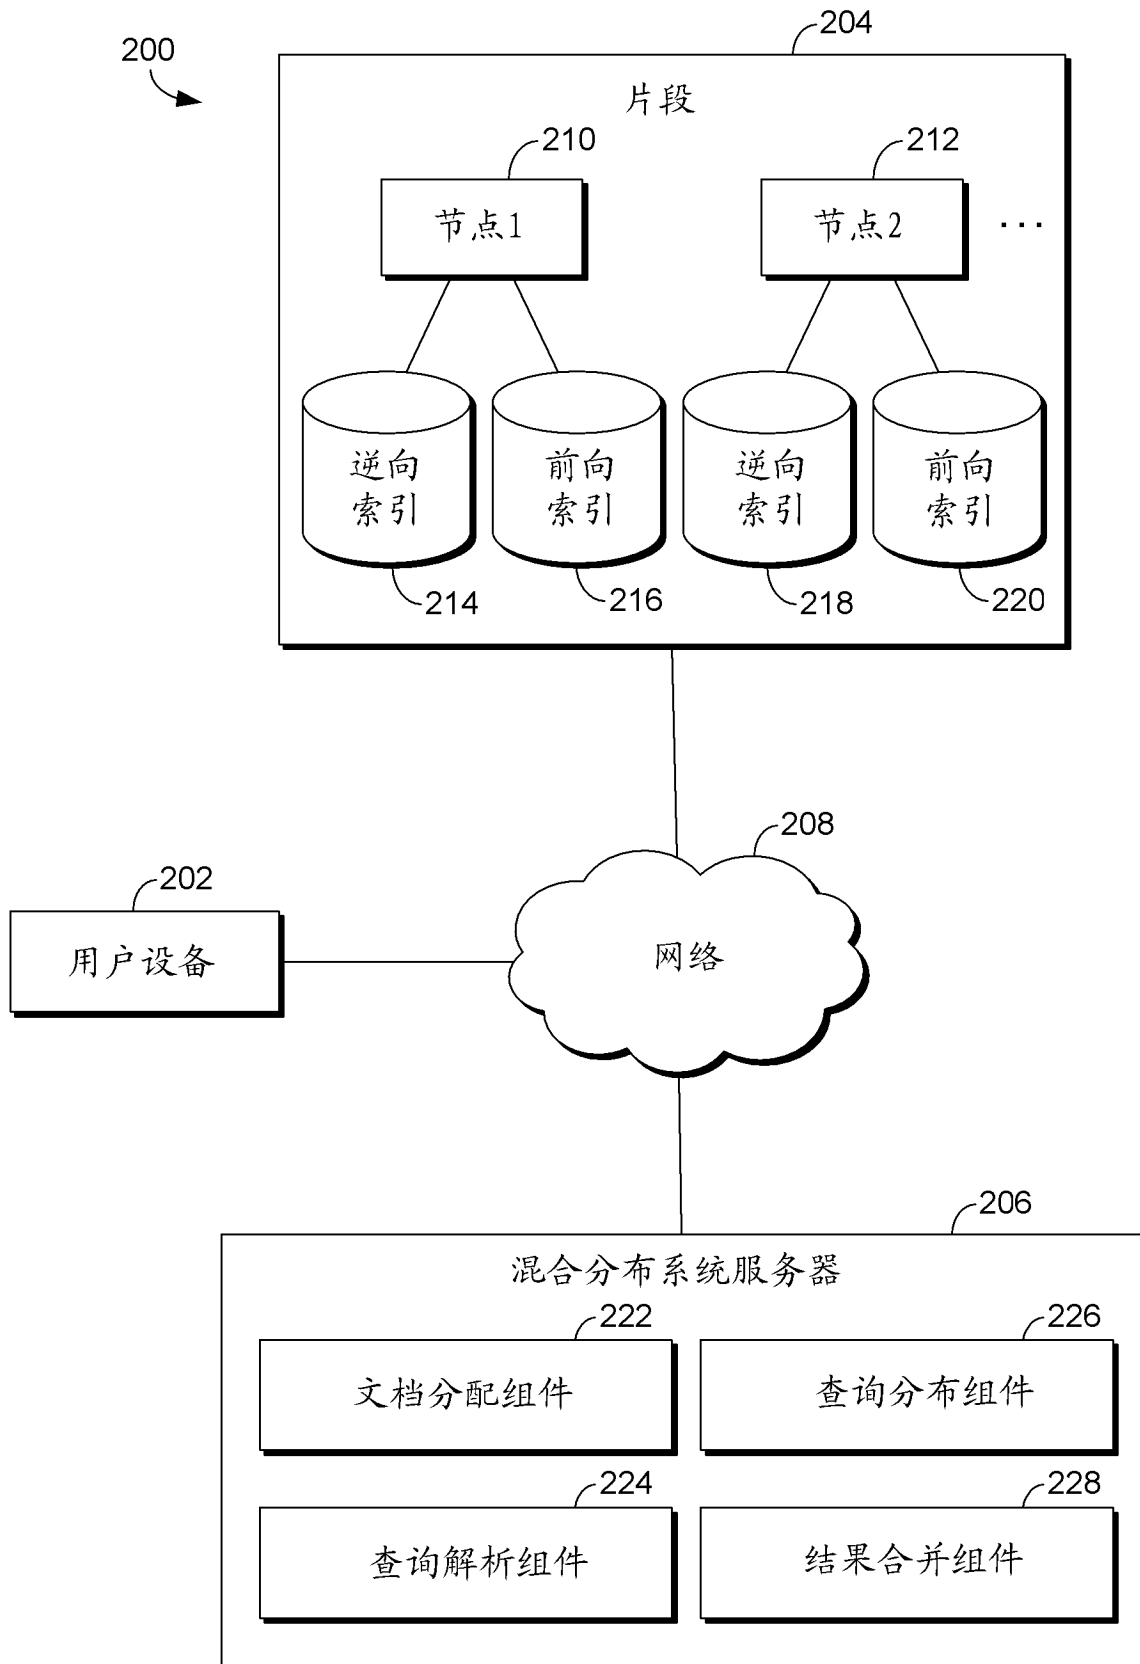 200
204
片段
210
212
节点1
节点2
...
逆向
索引
前向
索引
逆向
索引
前向
索引
214
216
218
220
208
网络
202
用户设备
206
混合分布系统服务器
222
文档分配组件
226
查询分布组件
224
查询解析组件
228
结果合并组件